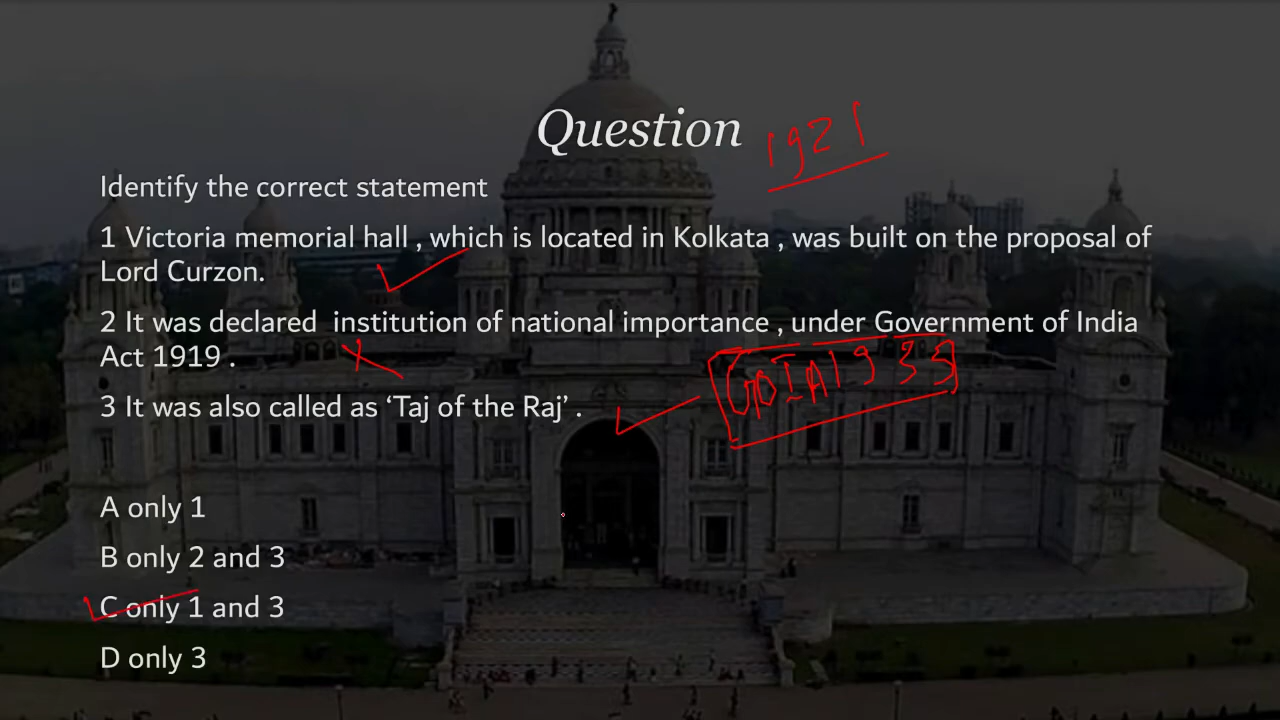 Question
1921
Identify the correct statement
1 Victoria memorial hall , which is located in Kolkata , was built on the proposal of
Lord Curzon.
2 It was declared institution of national importance , under Government of India
Act 1919 .
GOIA1935
3 It was also called as ‘Taj of the Raj’ .
A only 1
B only 2 and 3
C only 1 and 3
D only 3